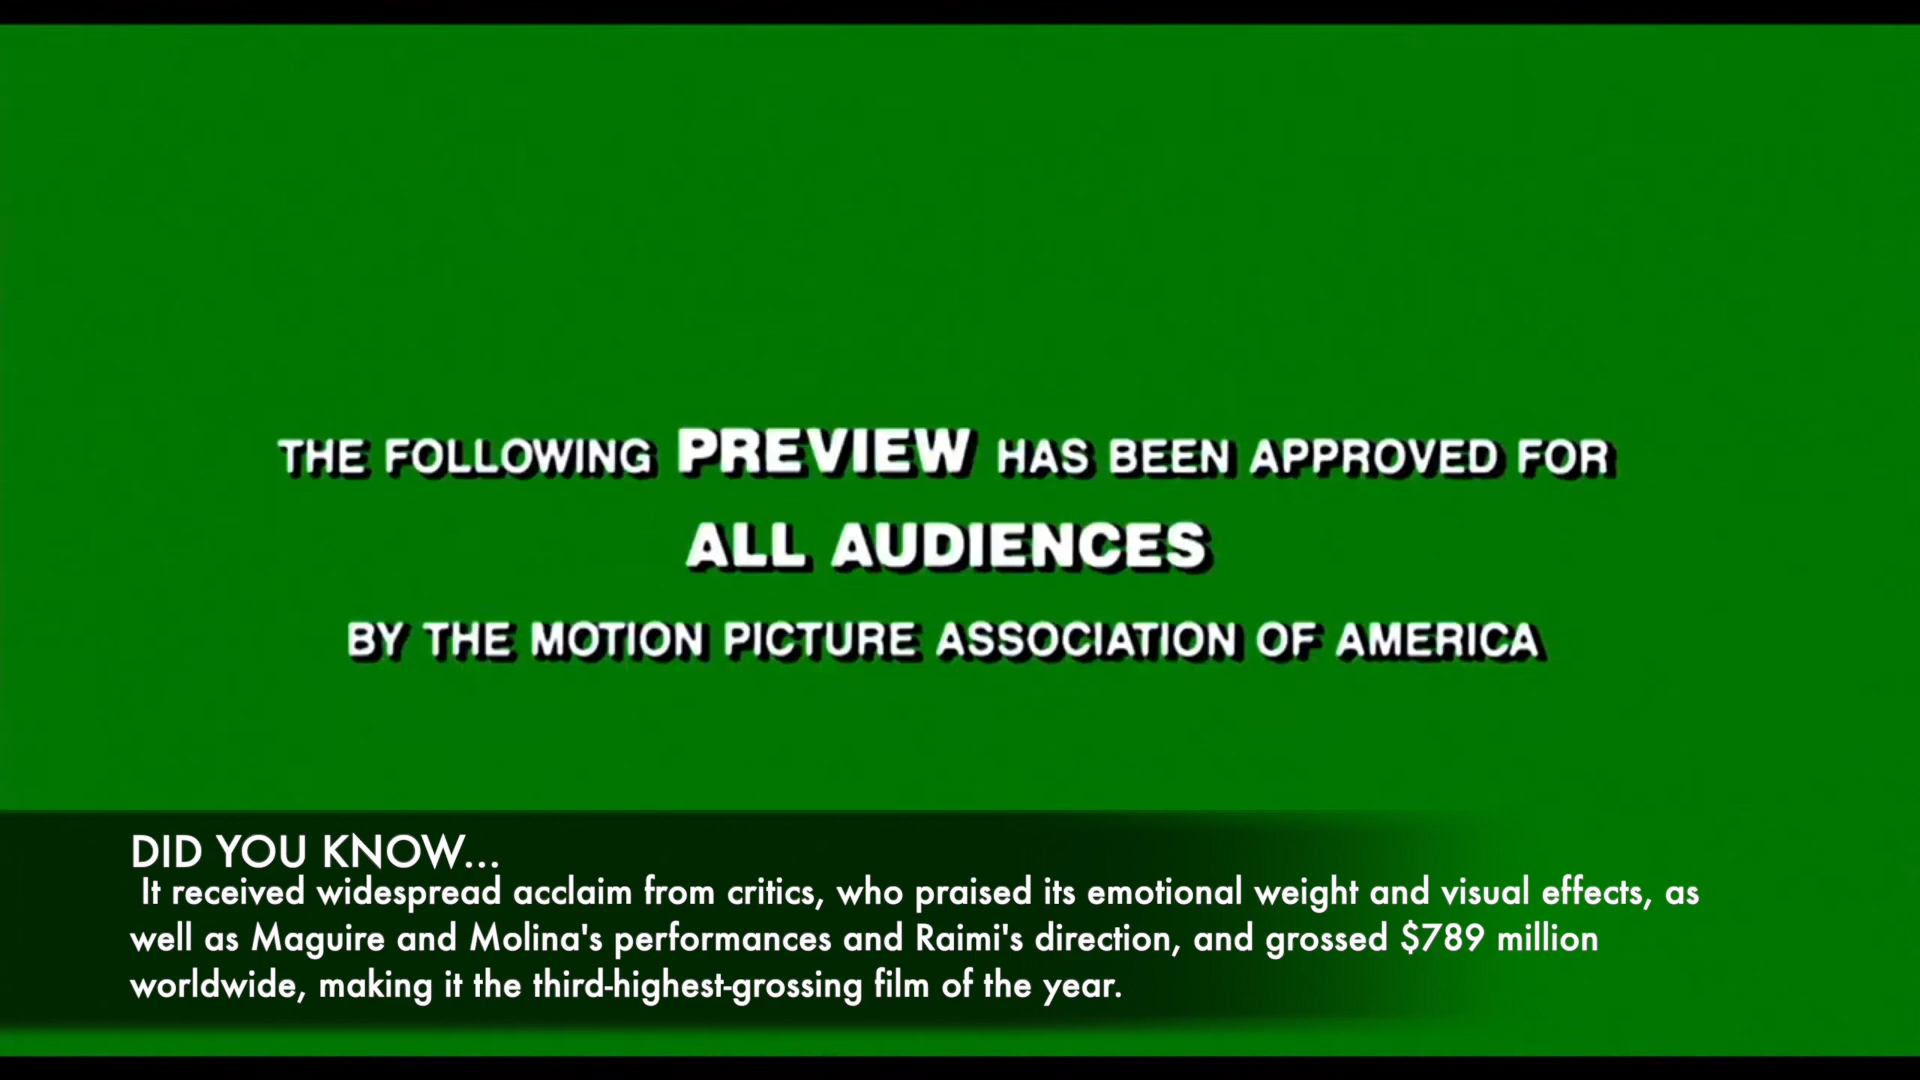 THE FOLLOWING PREVIEW HAS BEEN APPROVED FOR
ALL AUDIENCES
BY THE MOTION PICTURE ASSOCIATION OF AMERICA
DID YOU KNOW...
It received widespread acclaim from critics, who praised its emotional weight and visual effects, as
well as Maguire and Molina's performances and Raimi's direction, and grossed $789 million
worldwide, making it the third-highest-grossing film of the year.